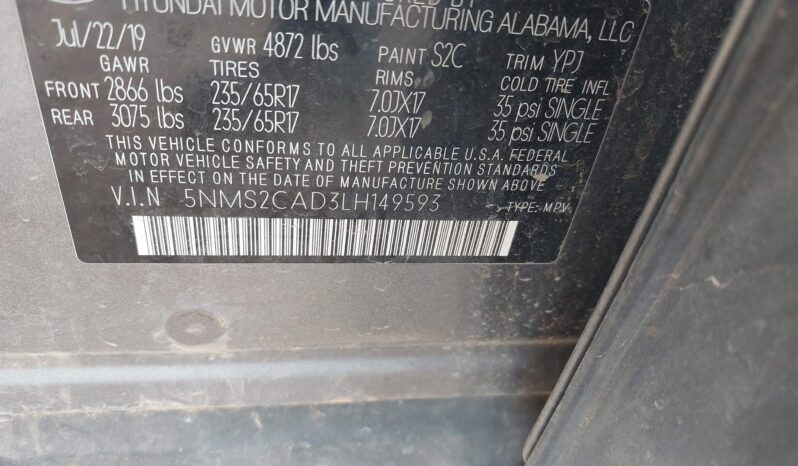 HYUNDAI MOTOR MANUFACTURING ALABAMA, LLC
Jul/22/19 GVWR 4872 lbs PAINT S2C TRIM YPJ
GAWR TIRES RIMS COLD TIRE INFL
FRONT 2866 lbs 235/65R17 7.0JX17 35 psi SINGLE
REAR 3075 lbs 235/65R17 7.0JX17 35 psi SINGLE
THIS VEHICLE CONFORMS TO ALL APPLICABLE U.S.A. FEDERAL
MOTOR VEHICLE SAFETY AND THEFT PREVENTION STANDARDS
IN EFFECT ON THE DATE OF MANUFACTURE SHOWN ABOVE
V.I.N 5NMS2CAD3LH149593 TYPE: MPV